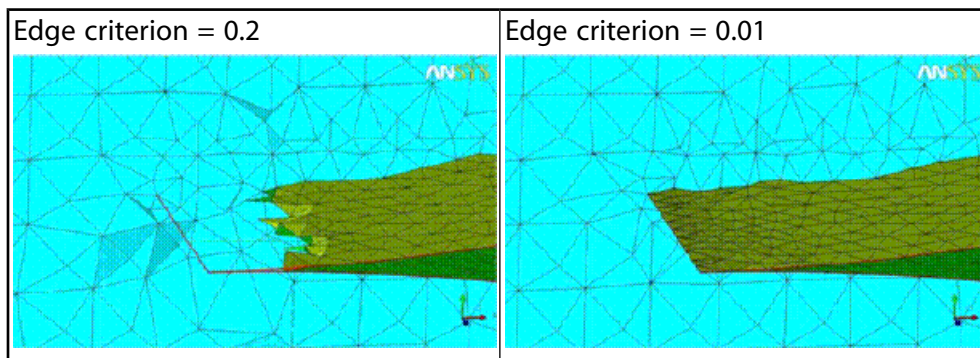 Edge criterion = 0.2
Edge criterion = 0.01
ANSYS
ANSYS